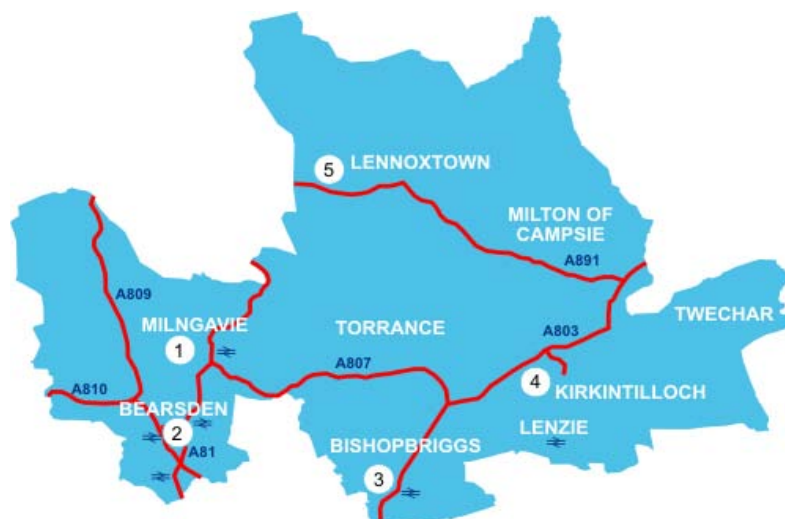 5
LENNOXTOWN
MILTON OF
CAMPSIE
A891
A809
TWECHAR
MILNGAVIE
TORRANCE
A803
1
A807
4
A810
KIRKINTILLOCH
BEARSDEN
2
LENZIE
BISHOPBRIGGS
A81
3